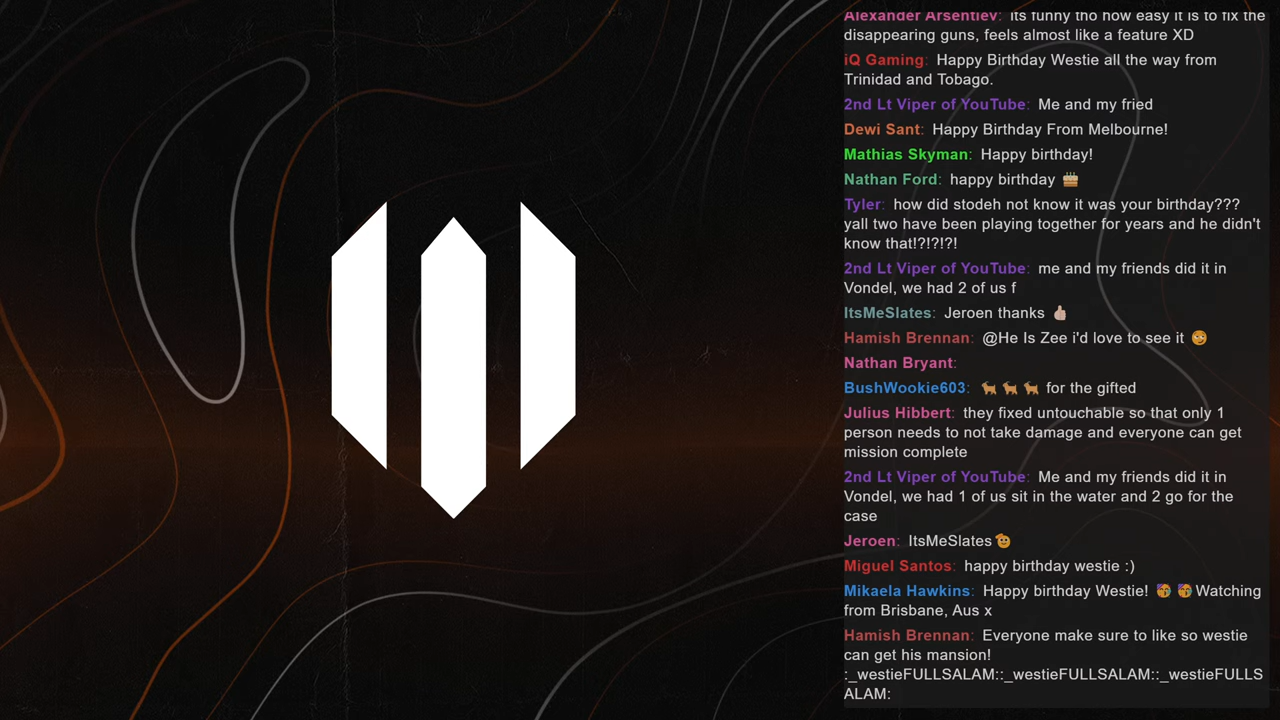 Alexander Arsentiev: its funny tho how easy it is to fix the
disappearing guns, feels almost like a feature XD
iQ Gaming: Happy Birthday Westie all the way from
Trinidad and Tobago.
2nd Lt Viper of YouTube: Me and my fried
Dewi Sant: Happy Birthday From Melbourne!
Mathias Skyman: Happy birthday!
Nathan Ford: happy birthday 🎂
Tyler: how did stodeh not know it was your birthday???
yall two have been playing together for years and he didn't
know that!?!?!?!
2nd Lt Viper of YouTube: me and my friends did it in
Vondel, we had 2 of us f
ItsMeSlates: Jeroen thanks 👍🏻
Hamish Brennan: @He Is Zee i'd love to see it 😊
Nathan Bryant:
BushWookie603: 🐐 🐐 🐐 for the gifted
Julius Hibbert: they fixed untouchable so that only 1
person needs to not take damage and everyone can get
mission complete
2nd Lt Viper of YouTube: Me and my friends did it in
Vondel, we had 1 of us sit in the water and 2 go for the
case
Jeroen: ItsMeSlates🫡
Miguel Santos: happy birthday westie :)
Mikaela Hawkins: Happy birthday Westie! 🥳 🥳Watching
from Brisbane, Aus x
Hamish Brennan: Everyone make sure to like so westie
can get his mansion!
:_westieFULLSALAM::_westieFULLSALAM::_westieFULLS
ALAM: